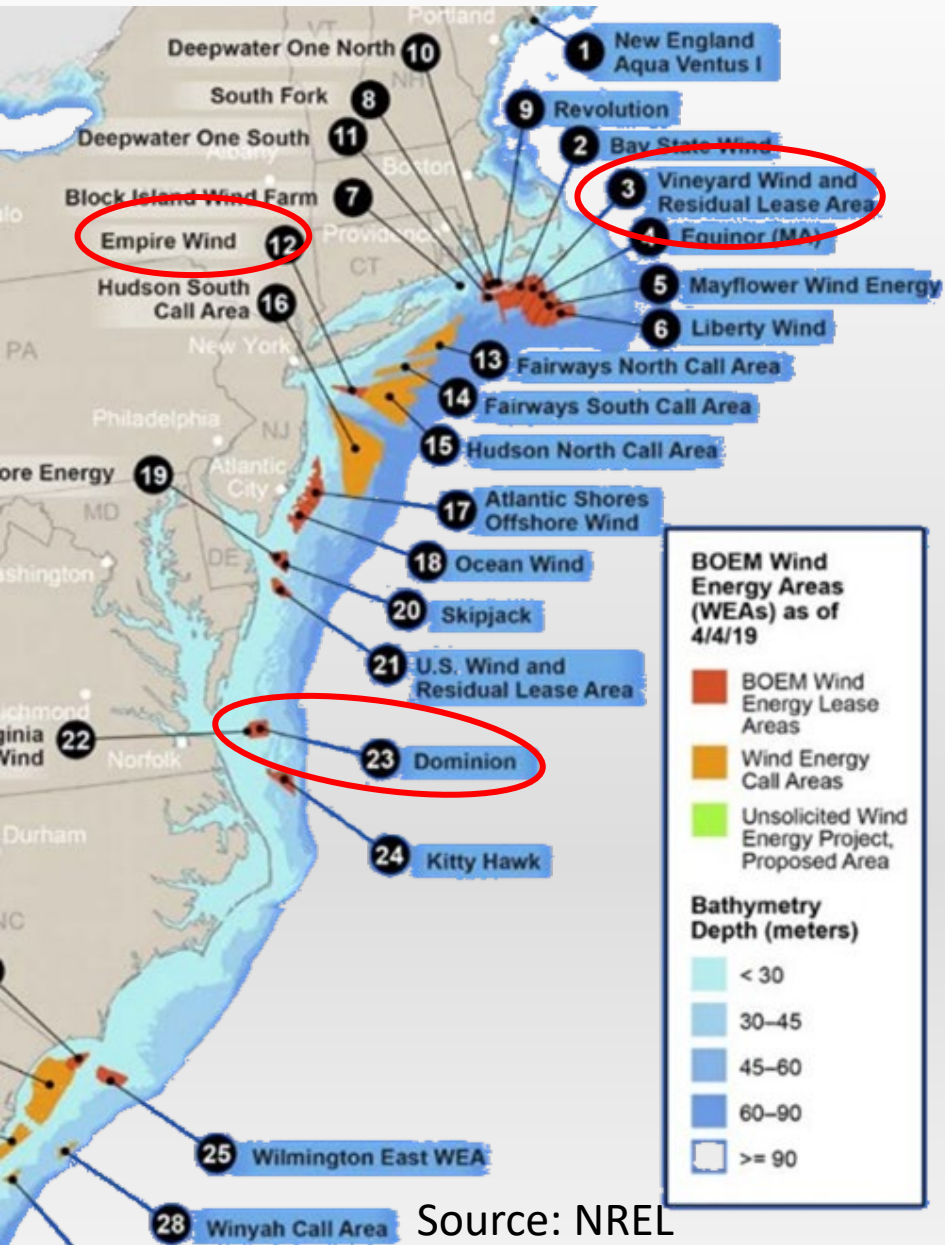 Portland
VT
NH
Deepwater One North 10
1 New England
Aqua Ventus I
South Fork 8
9 Revolution
Deepwater One South 11
2 Bay State Wind
Albany
Boston
Block Island Wind Farm 7
3 Vineyard Wind and
Residual Lease Area
Empire Wind 12
Providence
4 Equinor (MA)
CT
Hudson South
Call Area 16
5 Mayflower Wind Energy
6 Liberty Wind
PA
New York
13 Fairways North Call Area
14 Fairways South Call Area
Philadelphia
NJ
15 Hudson North Call Area
ore Energy 19
Atlantic
City
17 Atlantic Shores
Offshore Wind
MD
DE
18 Ocean Wind
ashington
20 Skipjack
21 U.S. Wind and
Residual Lease Area
ichmond
ginia
Wind 22
Norfolk
23 Dominion
Durham
24 Kitty Hawk
NC
25 Wilmington East WEA
28 Winyah Call Area
BOEM Wind
Energy Areas
(WEAs) as of
4/4/19
BOEM Wind
Energy Lease
Areas
Wind Energy
Call Areas
Unsolicited Wind
Energy Project,
Proposed Area
Bathymetry
Depth (meters)
< 30
30–45
45–60
60–90
>= 90
Source: NREL